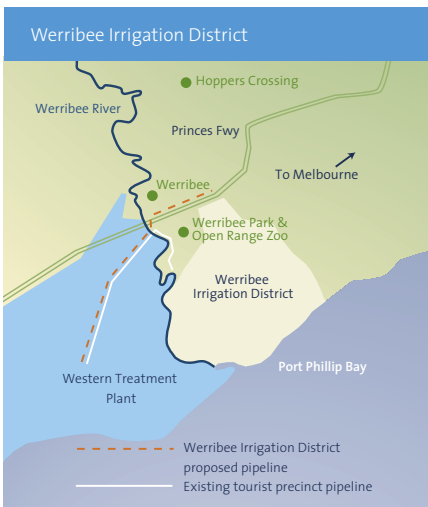 Werribee Irrigation District
Hoppers Crossing
Werribee River
Princes Fwy
To Melbourne
Werribee
Werribee Park &
Open Range Zoo
Werribee
Irrigation District
Port Phillip Bay
Western Treatment
Plant
Werribee Irrigation District
proposed pipeline
Existing tourist precinct pipeline